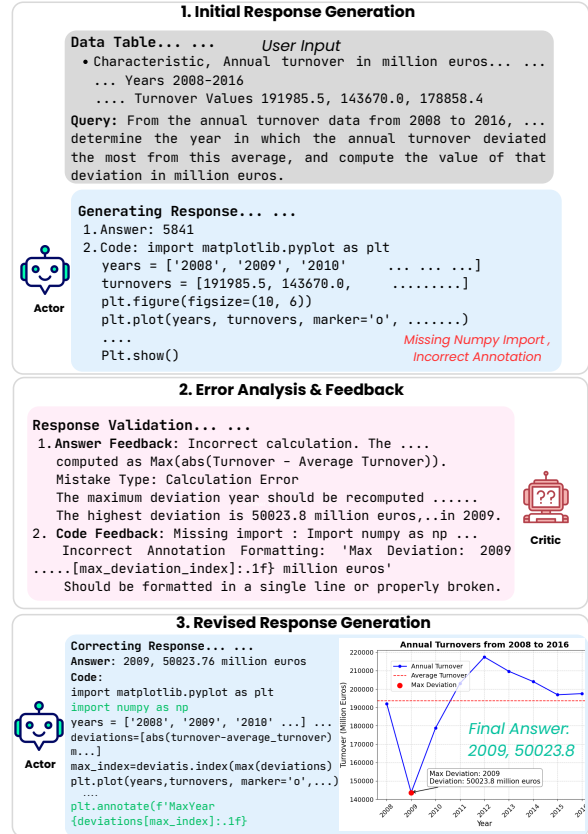 1. Initial Response Generation
User Input
Data Table... ...
• Characteristic, Annual turnover in million euros... ...
... Years 2008-2016
.... Turnover Values 191985.5, 143670.0, 178858.4
Query: From the annual turnover data from 2008 to 2016, ...
determine the year in which the annual turnover deviated
the most from this average, and compute the value of that
deviation in million euros.
Generating Response... ...
1. Answer: 5841
2. Code: import matplotlib.pyplot as plt
years = ['2008', '2009', '2010' ... ... ...]
turnovers = [191985.5, 143670.0, .........]
plt.figure(figsize=(10, 6))
plt.plot(years, turnovers, marker='o', .......)
....
Plt.show()
Missing Numpy Import ,
Incorrect Annotation
Actor
2. Error Analysis & Feedback
Response Validation... ...
1. Answer Feedback: Incorrect calculation. The ....
computed as Max(abs(Turnover - Average Turnover)).
Mistake Type: Calculation Error
The maximum deviation year should be recomputed ......
The highest deviation is 50023.8 million euros,..in 2009.
2. Code Feedback: Missing import : Import numpy as np ...
Incorrect Annotation Formatting: 'Max Deviation: 2009
.....[max_deviation_index]:.1f} million euros'
Should be formatted in a single line or properly broken.
??
Critic
3. Revised Response Generation
Correcting Response... ...
Answer: 2009, 50023.76 million euros
Code:
import matplotlib.pyplot as plt
import numpy as np
years = ['2008', '2009', '2010' ...] ...
deviations=[abs(turnover-average_turnover)
m...]
max_index=deviatis.index(max(deviations)
plt.plot(years,turnovers, marker='o',...)
....
plt.annotate(f'MaxYear
{deviations[max_index]:.1f}
Actor
Annual Turnovers from 2008 to 2016
Annual Turnover
Average Turnover
Max Deviation
Turnover (Million Euros)
220000
210000
200000
190000
180000
170000
160000
150000
140000
Final Answer:
2009, 50023.8
Max Deviation: 2009
Deviation: 50023.8 million euros
2008
2009
2010
2011
2012
2013
2014
2015
Year